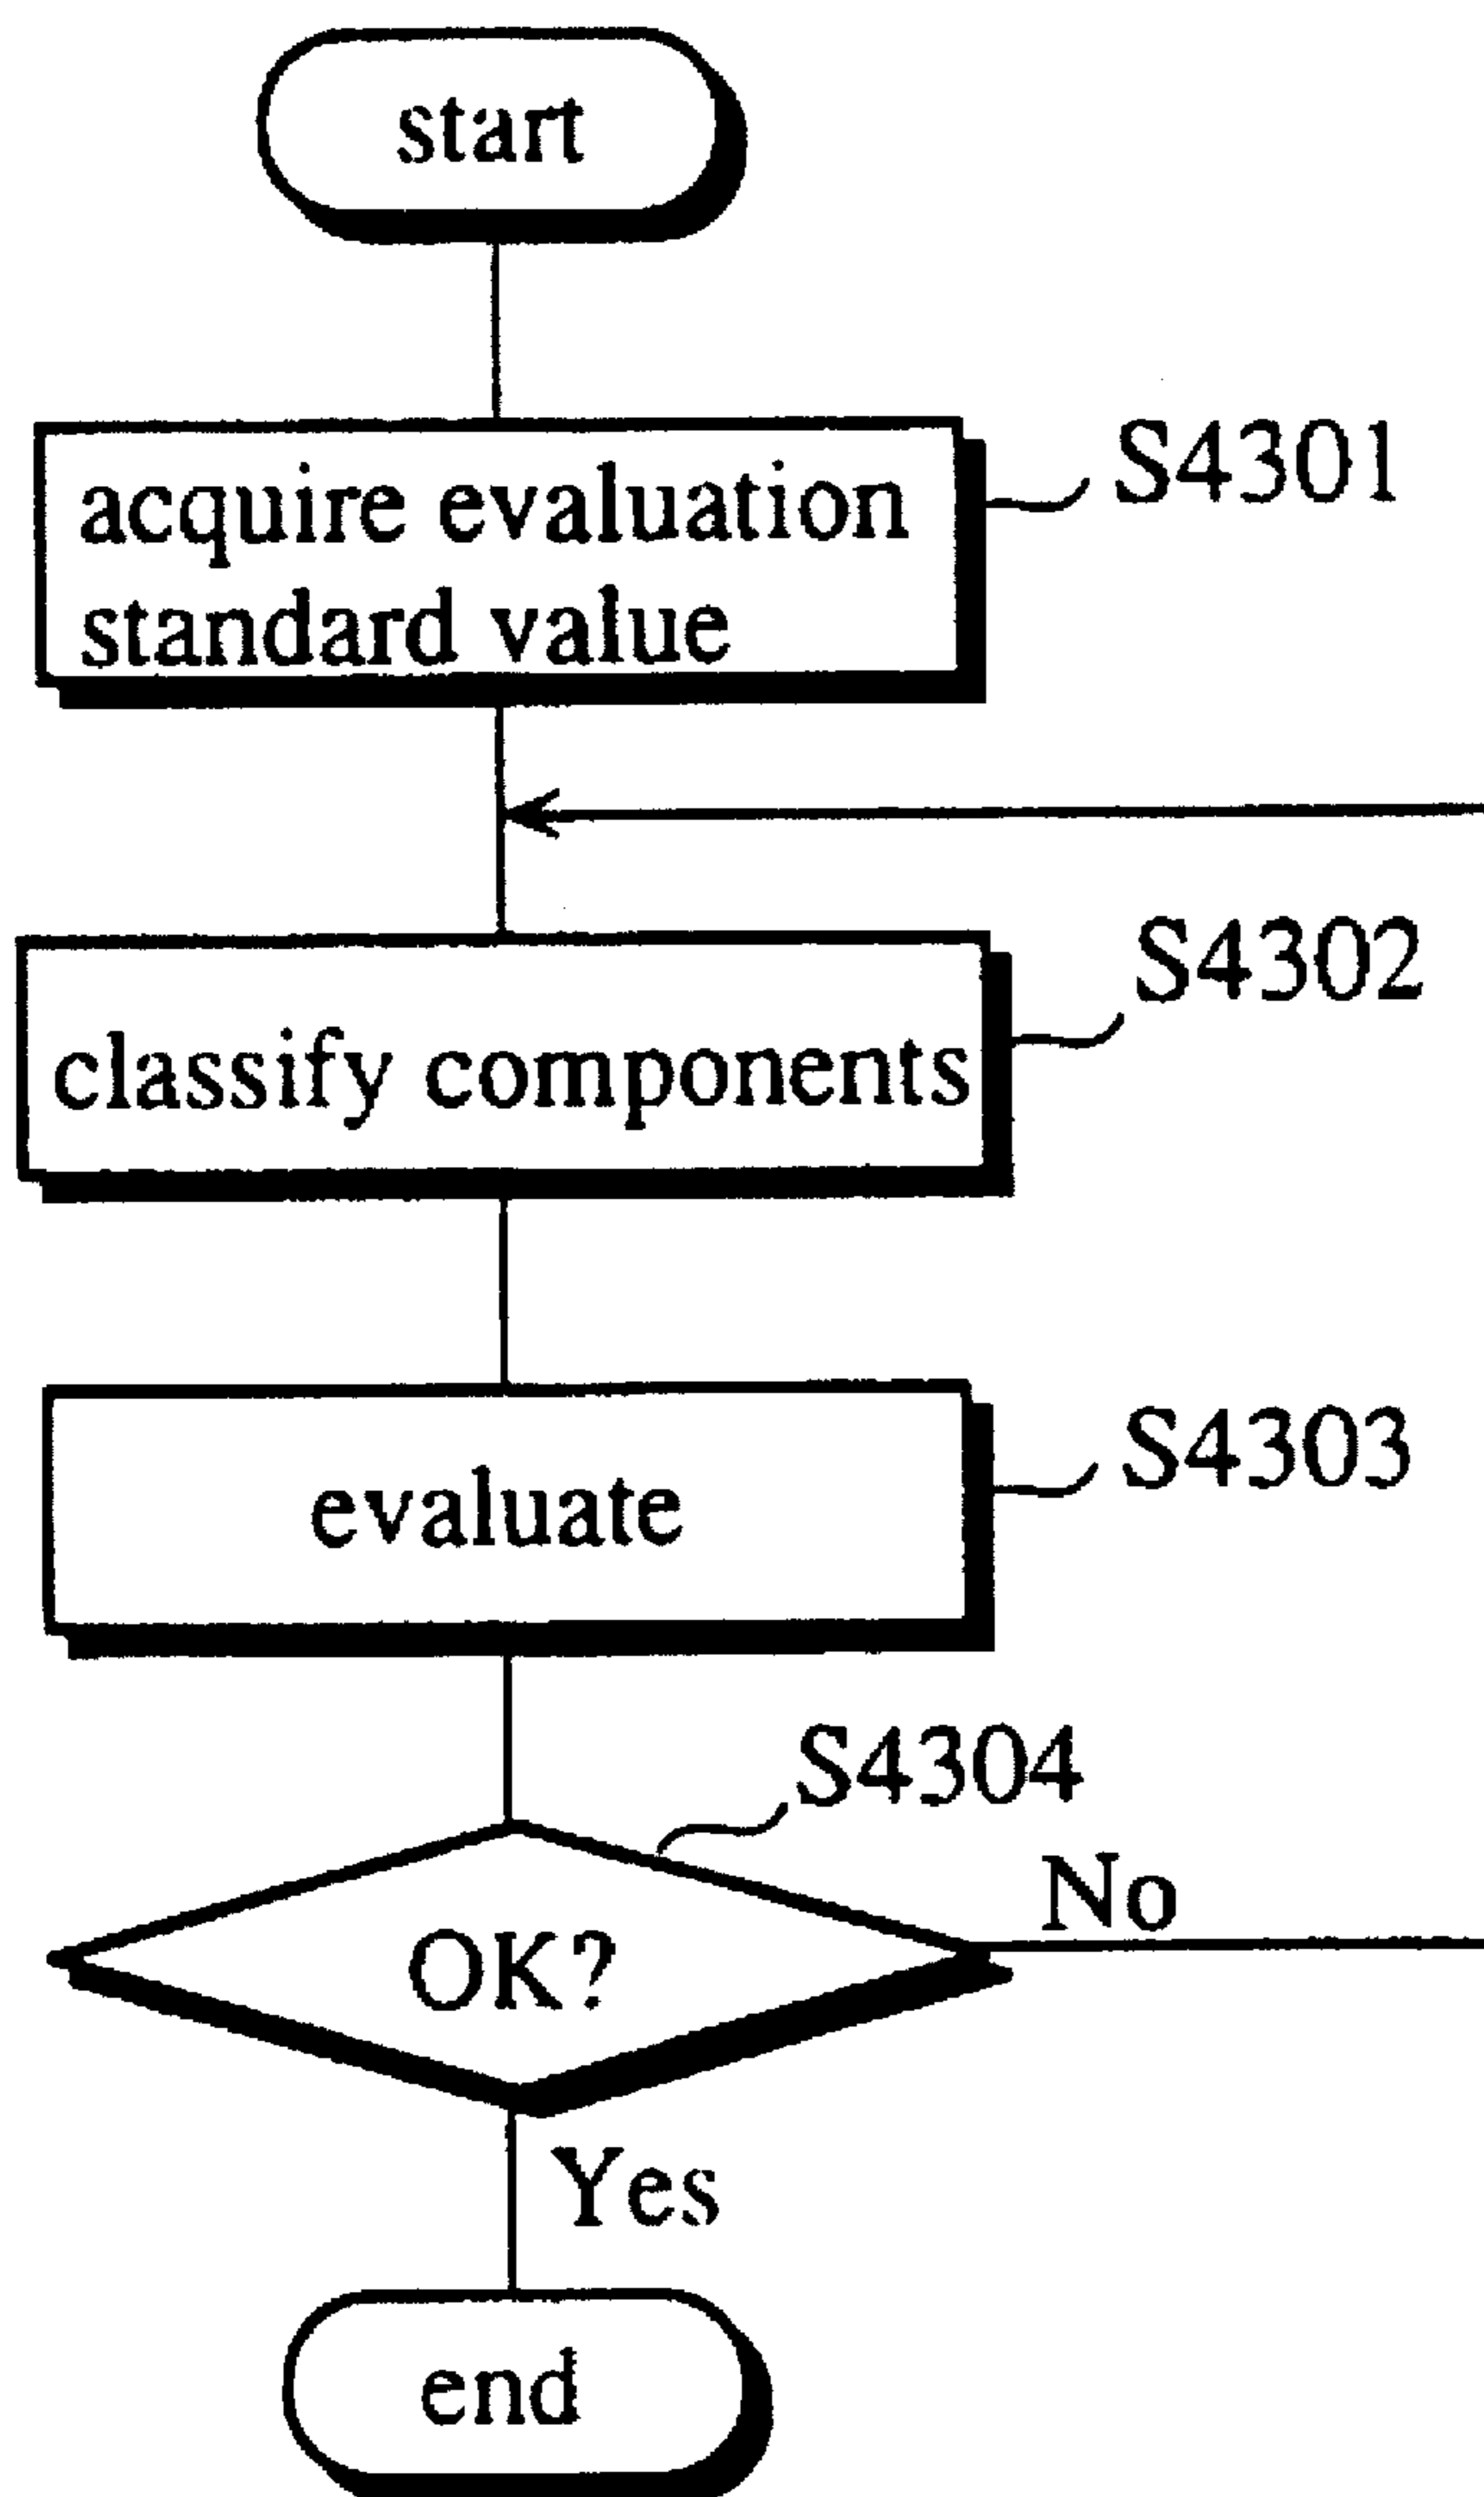 start
acquire evaluation
standard value
S4301
classify components
S4302
evaluate
S4303
S4304
OK?
No
Yes
end